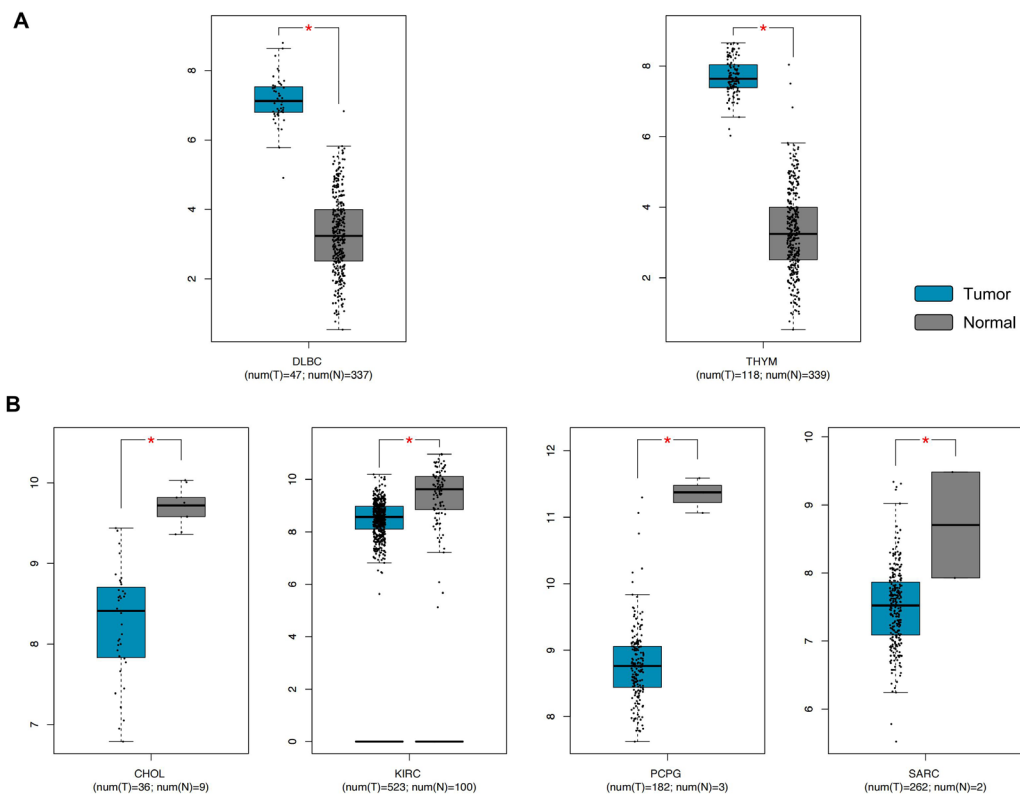 A
*
*
8
6
4
2
8
6
4
2
DLBC
(num(T)=47; num(N)=337)
THYM
(num(T)=118; num(N)=339)
Tumor
Normal
B
*
*
*
*
10
9
8
7
12
10
8
6
4
2
0
12
11
10
9
8
10
9
8
7
6
CHOL
(num(T)=36; num(N)=9)
KIRC
(num(T)=523; num(N)=100)
PCPG
(num(T)=182; num(N)=3)
SARC
(num(T)=262; num(N)=2)